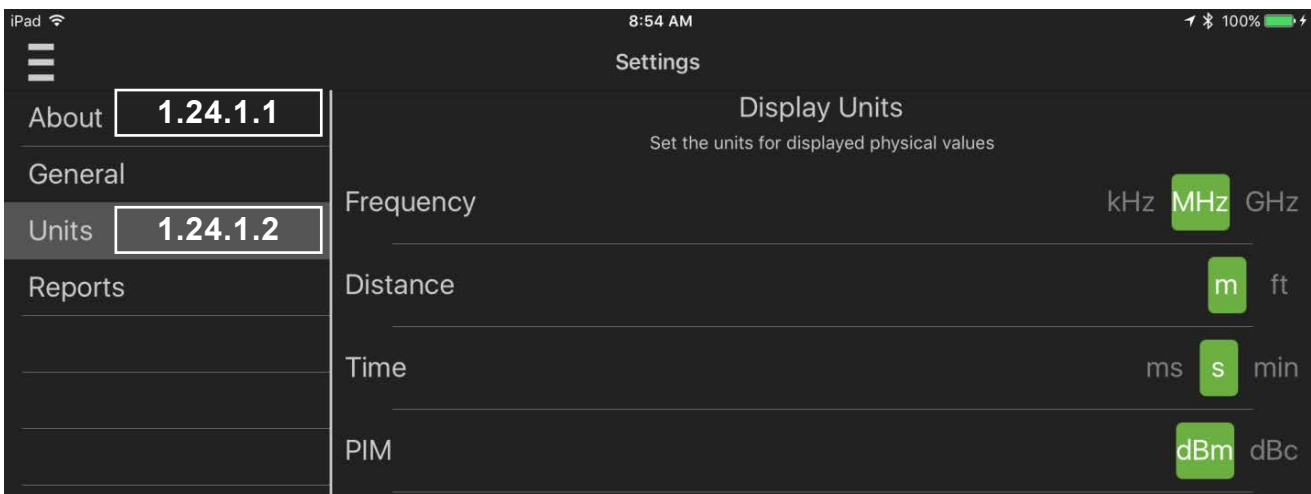 iPad 8:54 AM 100%
Settings
About 1.24.1.1
General
Units 1.24.1.2
Reports
Display Units
Set the units for displayed physical values
Frequency kHz MHz GHz
Distance m ft
Time ms s min
PIM dBm dBc